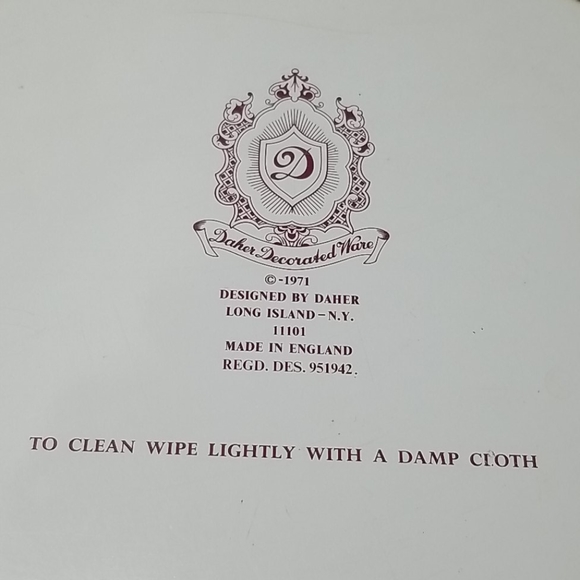 D
Daher Decorated Ware
©-1971
DESIGNED BY DAHER
LONG ISLAND-N.Y.
11101
MADE IN ENGLAND
REGD. DES. 951942.
TO CLEAN WIPE LIGHTLY WITH A DAMP CLOTH